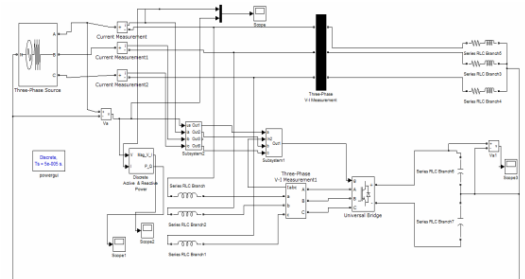 Three-Phase Source
A
B
C
Current Measurement
Current Measurement1
Current Measurement2
Scope
Three-Phase
V-I Measurement
Series RLC Branch5
Series RLC Branch3
Series RLC Branch4
Va
Discrete,
Ts = 5e-005 s.
powergui
Discrete
Active & Reactive
Power
Subsystem2
Out
Subsystem1
Scope1
Scope2
Series RLC Branch
Series RLC Branch2
Series RLC Branch1
Three-Phase
V-I Measurement1
Iabc
a
b
c
A
B
C
Universal Bridge
Series RLC Branch6
Series RLC Branch7
Va1
Scope3